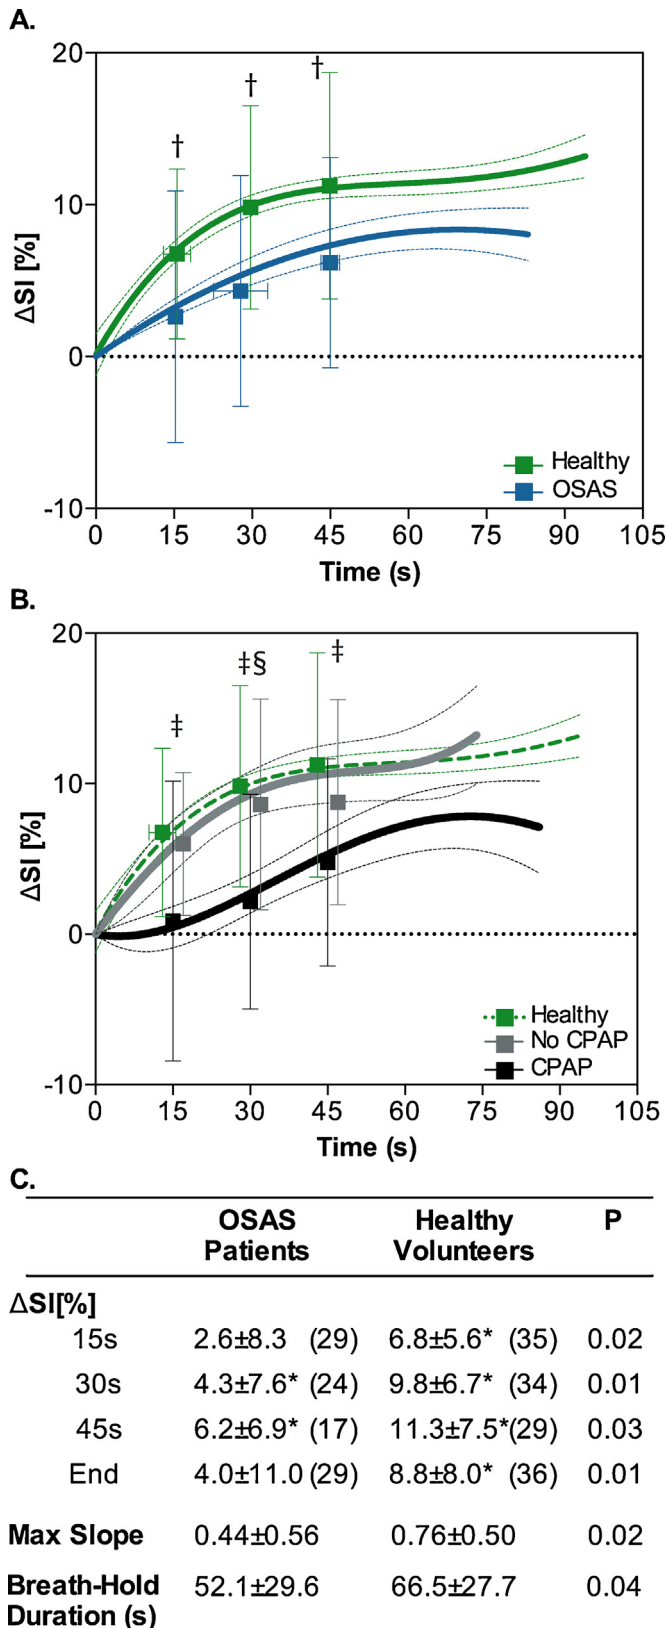 A.
20
† † †
10
ΔSI [%]
0
-10
Healthy
OSAS
0 15 30 45 60 75 90 105
Time (s)
B.
20
‡ ‡§ ‡
10
ΔSI [%]
0
-10
Healthy
No CPAP
CPAP
0 15 30 45 60 75 90 105
Time (s)
C.
OSAS Patients Healthy Volunteers P
ΔSI[%]
15s 2.6±8.3 (29) 6.8±5.6* (35) 0.02
30s 4.3±7.6* (24) 9.8±6.7* (34) 0.01
45s 6.2±6.9* (17) 11.3±7.5*(29) 0.03
End 4.0±11.0(29) 8.8±8.0* (36) 0.01
Max Slope 0.44±0.56 0.76±0.50 0.02
Breath-Hold Duration (s) 52.1±29.6 66.5±27.7 0.04